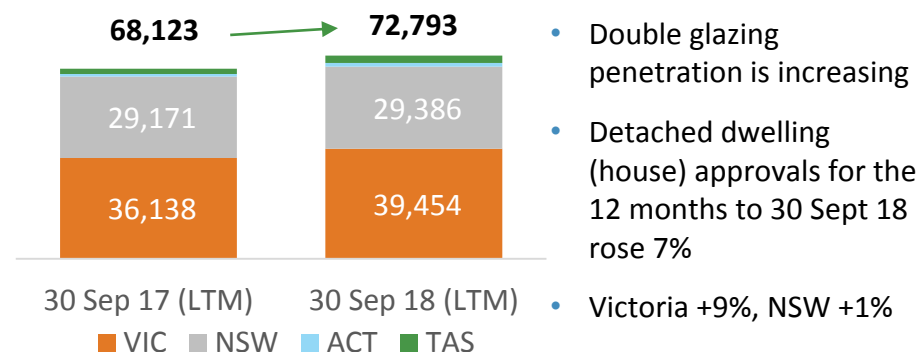 68,123
72,793
29,171
29,386
36,138
39,454
30 Sep 17 (LTM)
30 Sep 18 (LTM)
VIC NSW ACT TAS
• Double glazing
penetration is increasing
• Detached dwelling
(house) approvals for the
12 months to 30 Sept 18
rose 7%
• Victoria +9%, NSW +1%